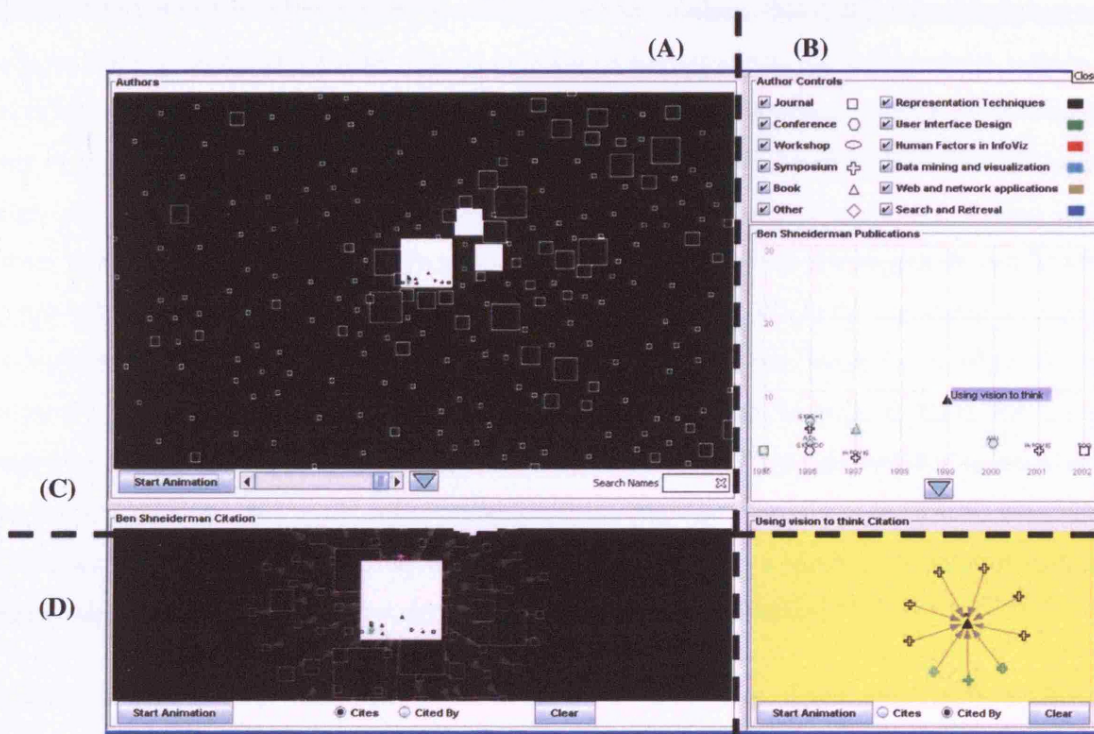 (A) (B)
Authors
Author Controls
Clos
Journal Representation Techniques
Conference User Interface Design
Workshop Human Factors in InfoViz
Symposium Data mining and visualization
Book Web and network applications
Other Search and Retreval
Ben Shneiderman Publications
30
20
10
Using vision to think
1996 1997 1998 1999 2000 2001 2002
(C)
Start Animation
Search Names
Ben Shneiderman Citation
Using vision to think Citation
(D)
Start Animation Cites Cited By Clear
Start Animation Cites Cited By Clear